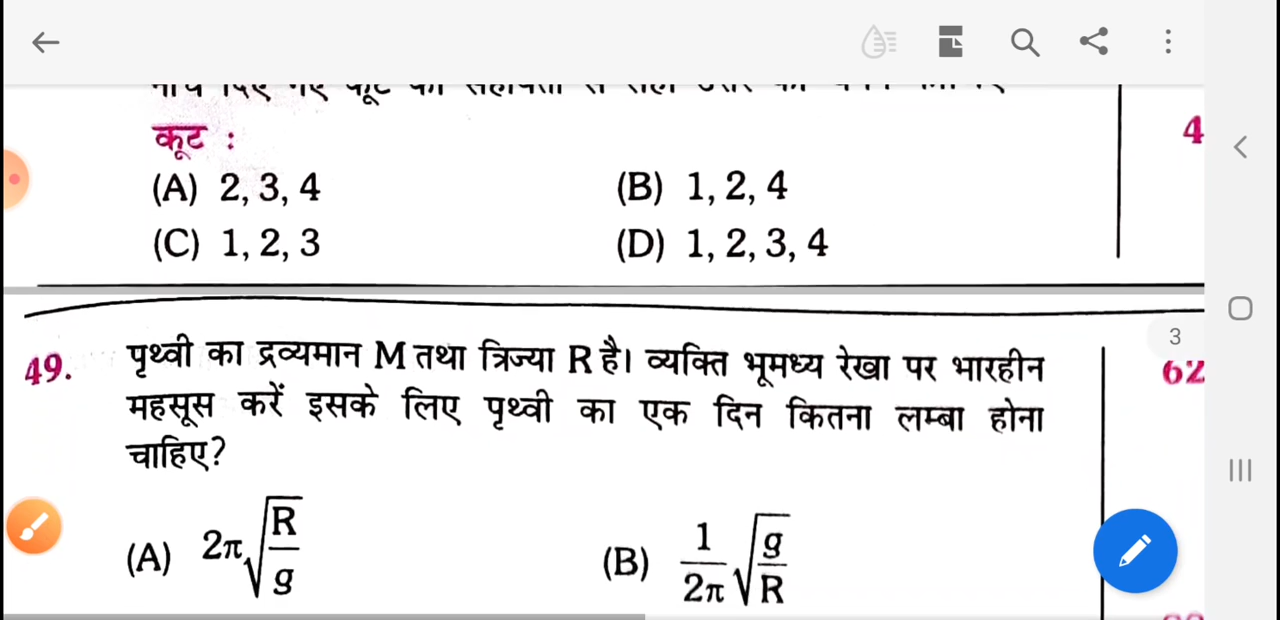 कूट :
(A) 2, 3, 4 (B) 1, 2, 4
(C) 1, 2, 3 (D) 1, 2, 3, 4
4
3
49. पृथ्वी का द्रव्यमान M तथा त्रिज्या R है। व्यक्ति भूमध्य रेखा पर भारहीन
महसूस करें इसके लिए पृथ्वी का एक दिन कितना लम्बा होना
चाहिए?
62
(A) 2π√(R/g) (B) 1/2π √(g/R)